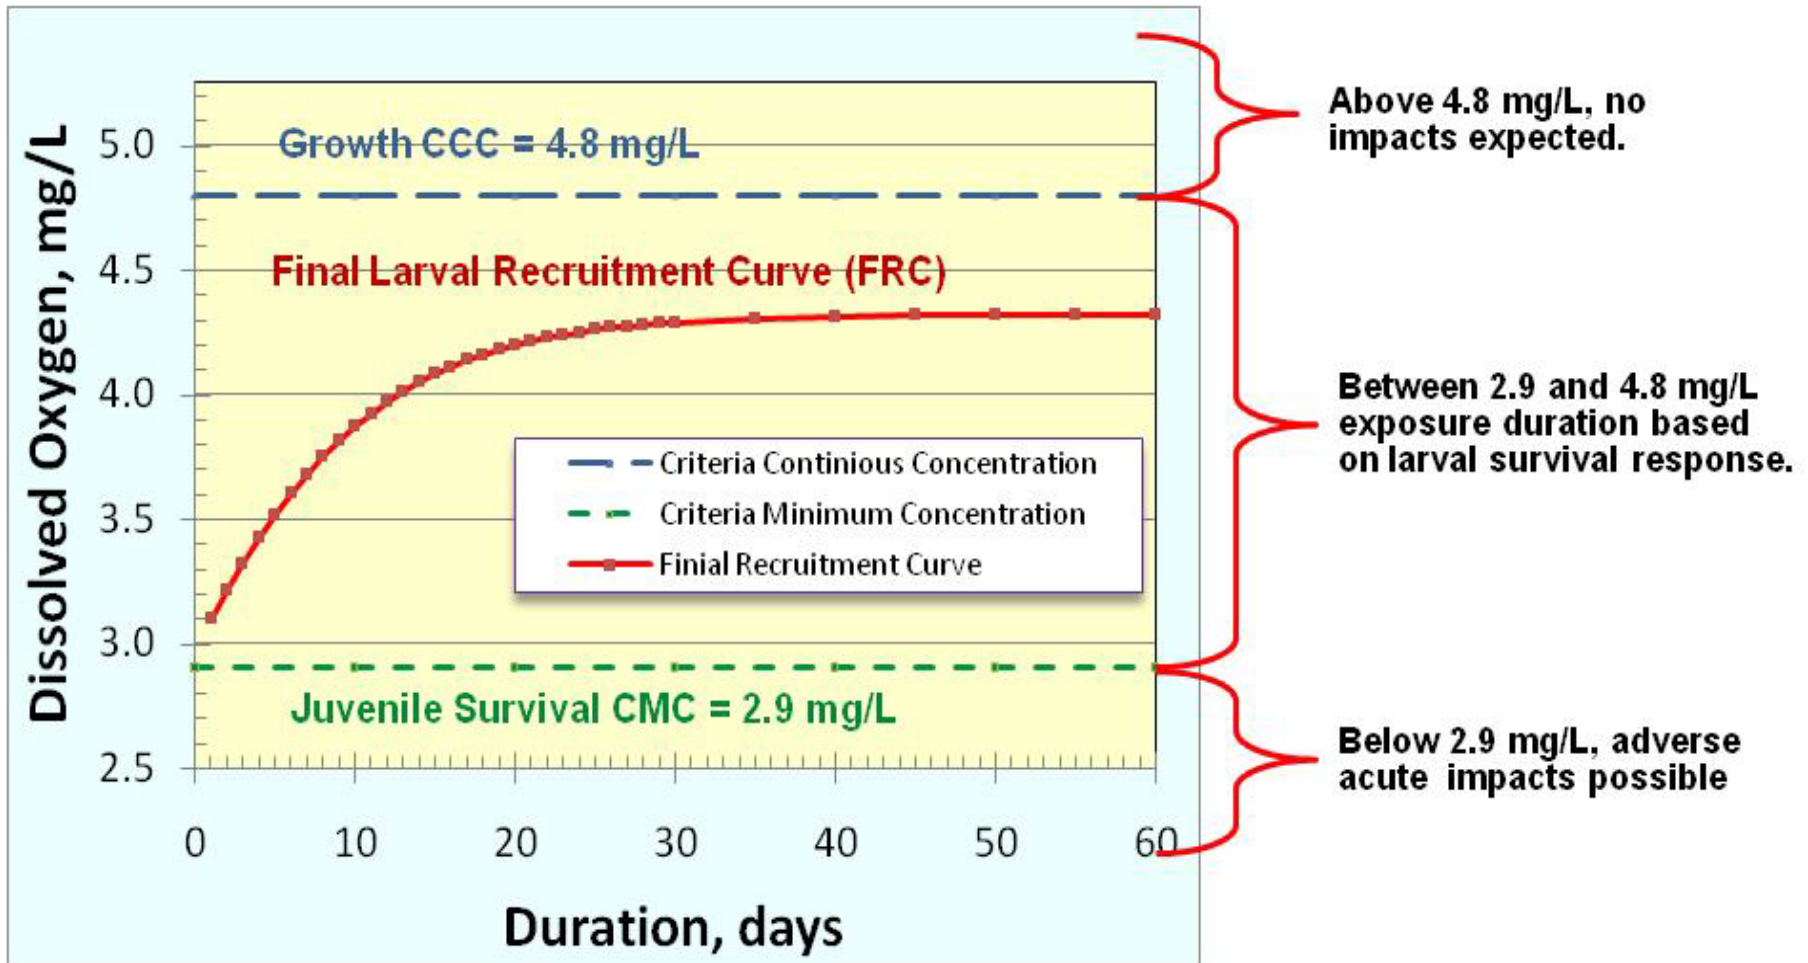 Dissolved Oxygen, mg/L
5.0
4.5
4.0
3.5
3.0
2.5
Growth CCC = 4.8 mg/L
Final Larval Recruitment Curve (FRC)
Criteria Continious Concentration
Criteria Minimum Concentration
Finial Recruitment Curve
Juvenile Survival CMC = 2.9 mg/L
0 10 20 30 40 50 60
Duration, days
Above 4.8 mg/L, no
impacts expected.
Between 2.9 and 4.8 mg/L
exposure duration based
on larval survival response.
Below 2.9 mg/L, adverse
acute impacts possible